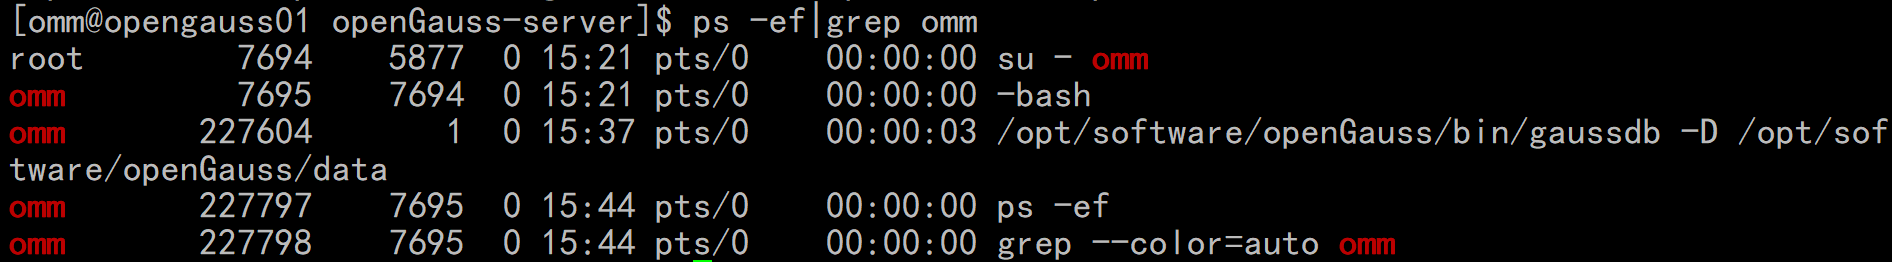 [omm@opengauss01 openGauss-server]$ ps -ef|grep omm
root 7694 5877 0 15:21 pts/0 00:00:00 su - omm
omm 7695 7694 0 15:21 pts/0 00:00:00 -bash
omm 227604 1 0 15:37 pts/0 00:00:03 /opt/software/openGauss/bin/gaussdb -D /opt/sof
tware/openGauss/data
omm 227797 7695 0 15:44 pts/0 00:00:00 ps -ef
omm 227798 7695 0 15:44 pts/0 00:00:00 grep --color=auto omm